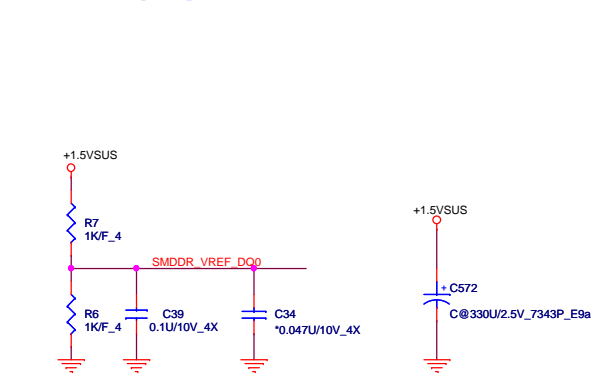 +1.5VSUS
R7
1K/F_4
+1.5VSUS
SMDDR_VREF_DQ0
+ C572
C@330U/2.5V_7343P_E9a
R6
1K/F_4
C39
0.1U/10V_4X
C34
*0.047U/10V_4X